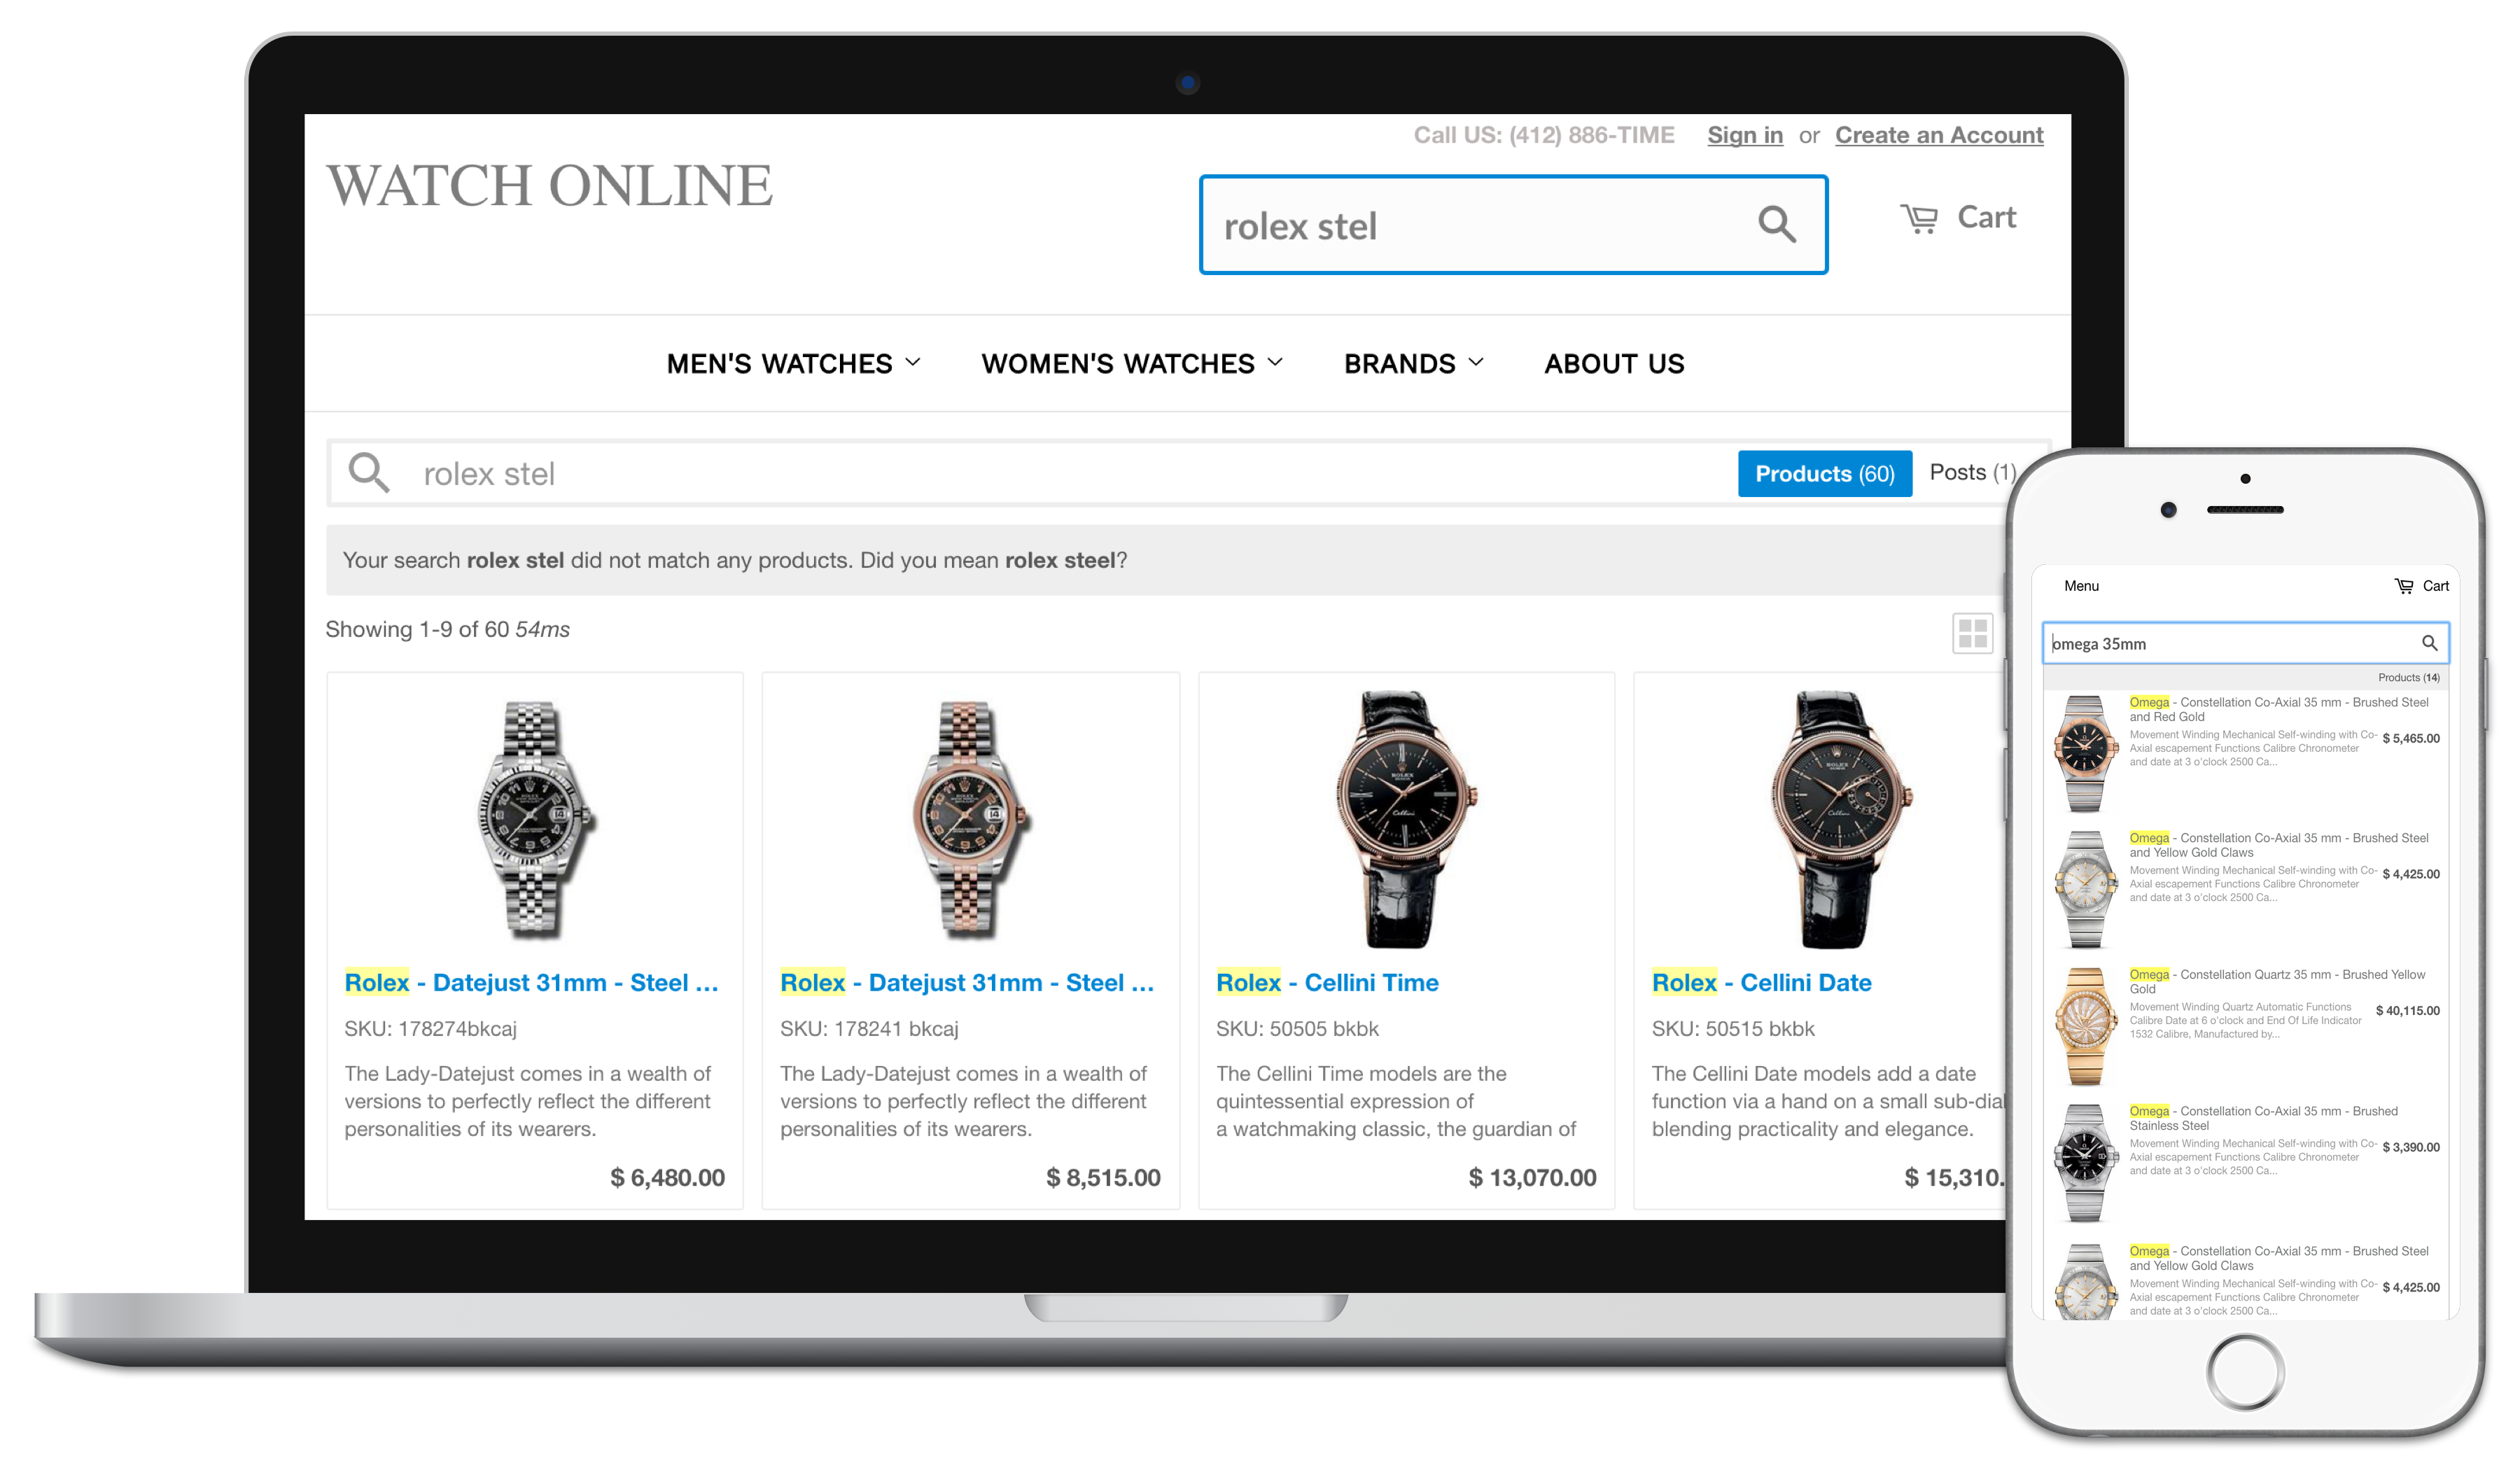 Call US: (412) 886-TIME Sign in or Create an Account
WATCH ONLINE
rolex stel
Cart
MEN'S WATCHES
WOMEN'S WATCHES
BRANDS
ABOUT US
rolex stel
Products (60)
Posts (1)
Your search rolex stel did not match any products. Did you mean rolex steel?
Showing 1-9 of 60 54ms
Rolex - Datejust 31mm - Steel ...
SKU: 178274bkcaj
The Lady-Datejust comes in a wealth of
versions to perfectly reflect the different
personalities of its wearers.
$ 6,480.00
Rolex - Datejust 31mm - Steel ...
SKU: 178241 bkcaj
The Lady-Datejust comes in a wealth of
versions to perfectly reflect the different
personalities of its wearers.
$ 8,515.00
ROLEX
Cellini
Rolex - Cellini Time
SKU: 50505 bkbk
The Cellini Time models are the
quintessential expression of
a watchmaking classic, the guardian of
$ 13,070.00
ROLEX
Cellini
Rolex - Cellini Date
SKU: 50515 bkbk
The Cellini Date models add a date
function via a hand on a small sub-dial
blending practicality and elegance.
$ 15,310.
Menu
Cart
omega 35mm
Products (14)
Omega - Constellation Co-Axial 35 mm - Brushed Steel
and Red Gold
Movement Winding Mechanical Self-winding with Co-
Axial escapement Functions Calibre Chronometer
and date at 3 o'clock 2500 Ca...
$ 5,465.00
Omega - Constellation Co-Axial 35 mm - Brushed Steel
and Yellow Gold Claws
Movement Winding Mechanical Self-winding with Co-
Axial escapement Functions Calibre Chronometer
and date at 3 o'clock 2500 Ca...
$ 4,425.00
Omega - Constellation Quartz 35 mm - Brushed Yellow
Gold
Movement Winding Quartz Automatic Functions
Calibre Date at 6 o'clock and End Of Life Indicator
1532 Calibre, Manufactured by...
$ 40,115.00
Omega - Constellation Co-Axial 35 mm - Brushed
Stainless Steel
Movement Winding Mechanical Self-winding with Co-
Axial escapement Functions Calibre Chronometer
and date at 3 o'clock 2500 Ca...
$ 3,390.00
Omega - Constellation Co-Axial 35 mm - Brushed Steel
and Yellow Gold Claws
Movement Winding Mechanical Self-winding with Co-
Axial escapement Functions Calibre Chronometer
and date at 3 o'clock 2500 Ca...
$ 4,425.00